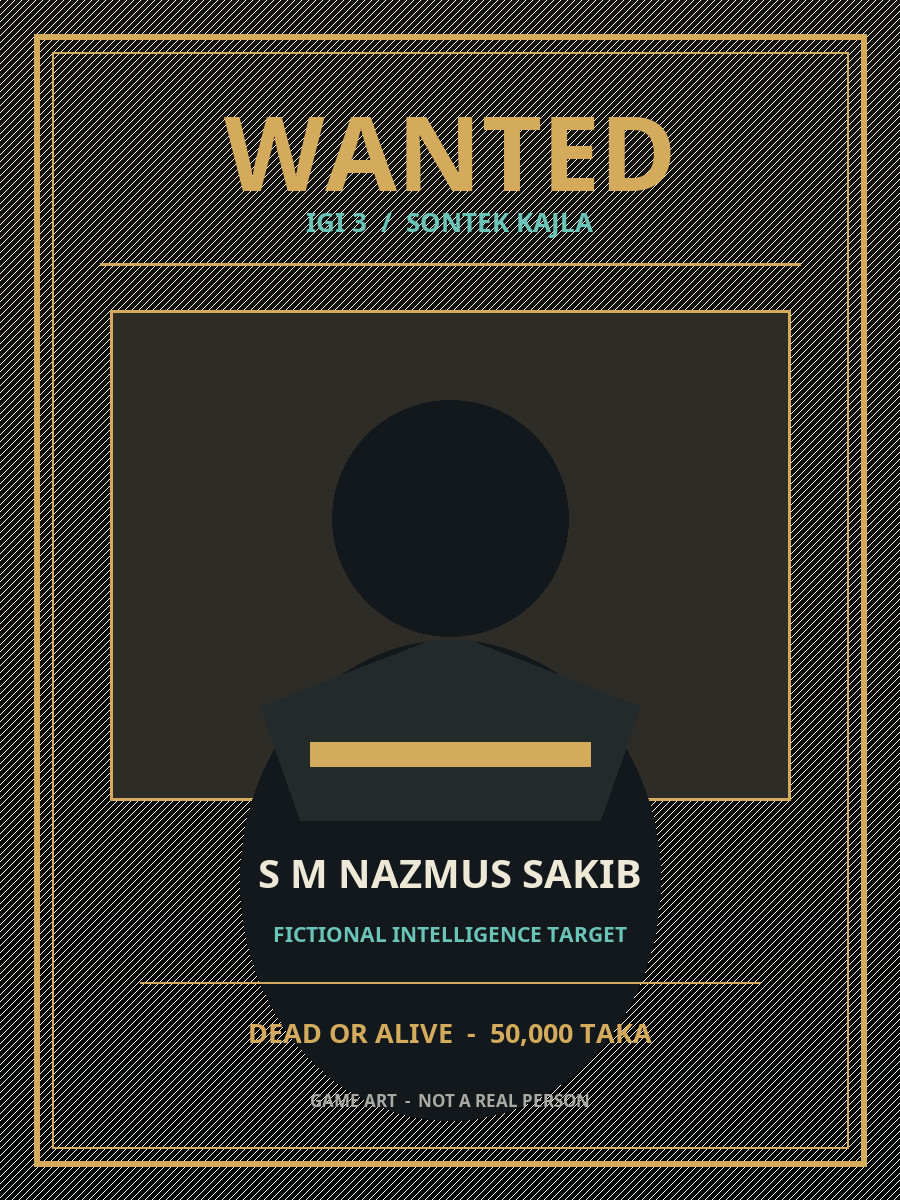 WANTED
IGI 3 / SONTEK KAJLA
S M NAZMUS SAKIB
FICTIONAL INTELLIGENCE TARGET
DEAD OR ALIVE - 50,000 TAKA
GAME ART - NOT A REAL PERSON